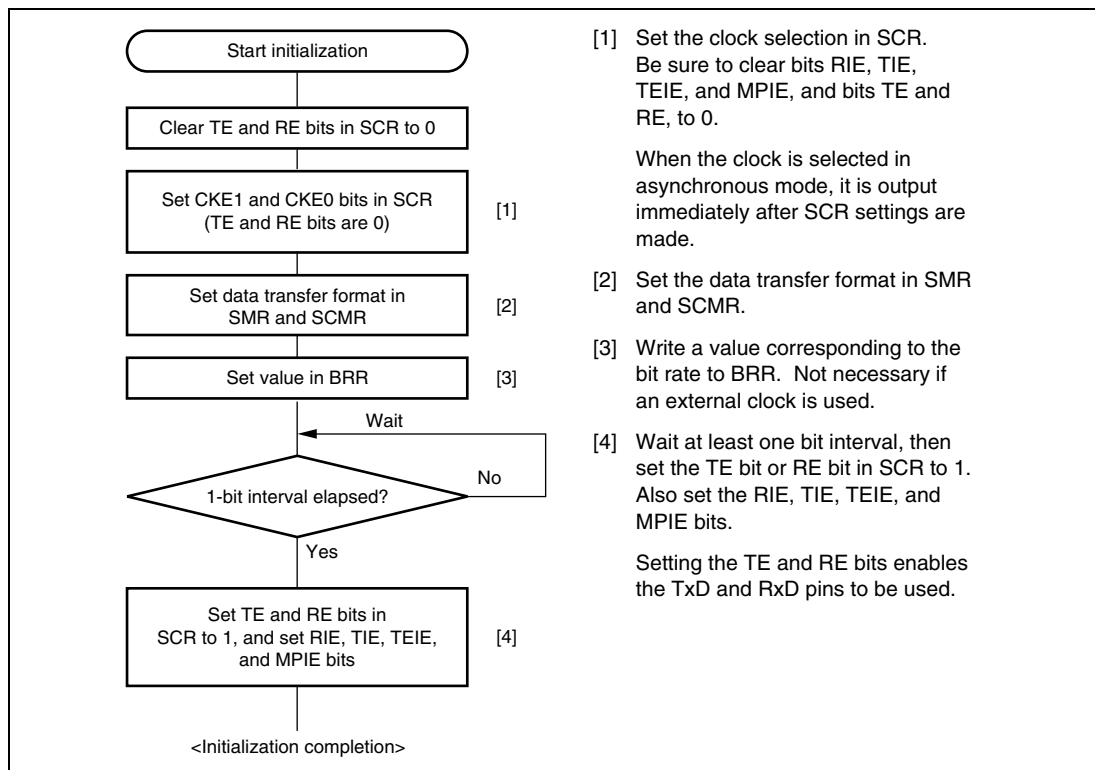 Start initialization
Clear TE and RE bits in SCR to 0
Set CKE1 and CKE0 bits in SCR
(TE and RE bits are 0)
[1]
Set data transfer format in
SMR and SCMR
[2]
Set value in BRR
[3]
Wait
1-bit interval elapsed?
No
Yes
Set TE and RE bits in
SCR to 1, and set RIE, TIE, TEIE,
and MPIE bits
[4]
<Initialization completion>
[1] Set the clock selection in SCR.
Be sure to clear bits RIE, TIE,
TEIE, and MPIE, and bits TE and
RE, to 0.
When the clock is selected in
asynchronous mode, it is output
immediately after SCR settings are
made.
[2] Set the data transfer format in SMR
and SCMR.
[3] Write a value corresponding to the
bit rate to BRR. Not necessary if
an external clock is used.
[4] Wait at least one bit interval, then
set the TE bit or RE bit in SCR to 1.
Also set the RIE, TIE, TEIE, and
MPIE bits.
Setting the TE and RE bits enables
the TxD and RxD pins to be used.